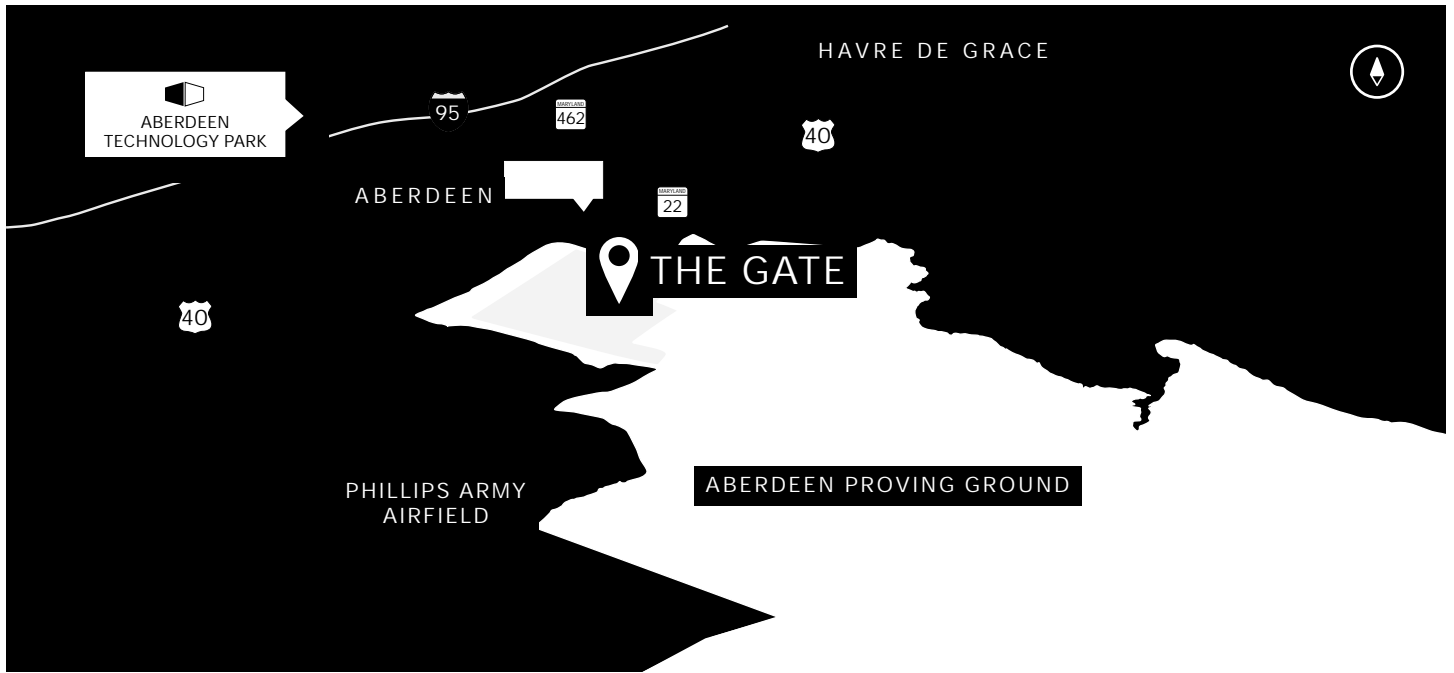 HAVRE DE GRACE
ABERDEEN
TECHNOLOGY PARK
95
MARYLAND
462
40
ABERDEEN
MARYLAND
22
THE GATE
40
PHILLIPS ARMY
AIRFIELD
ABERDEEN PROVING GROUND